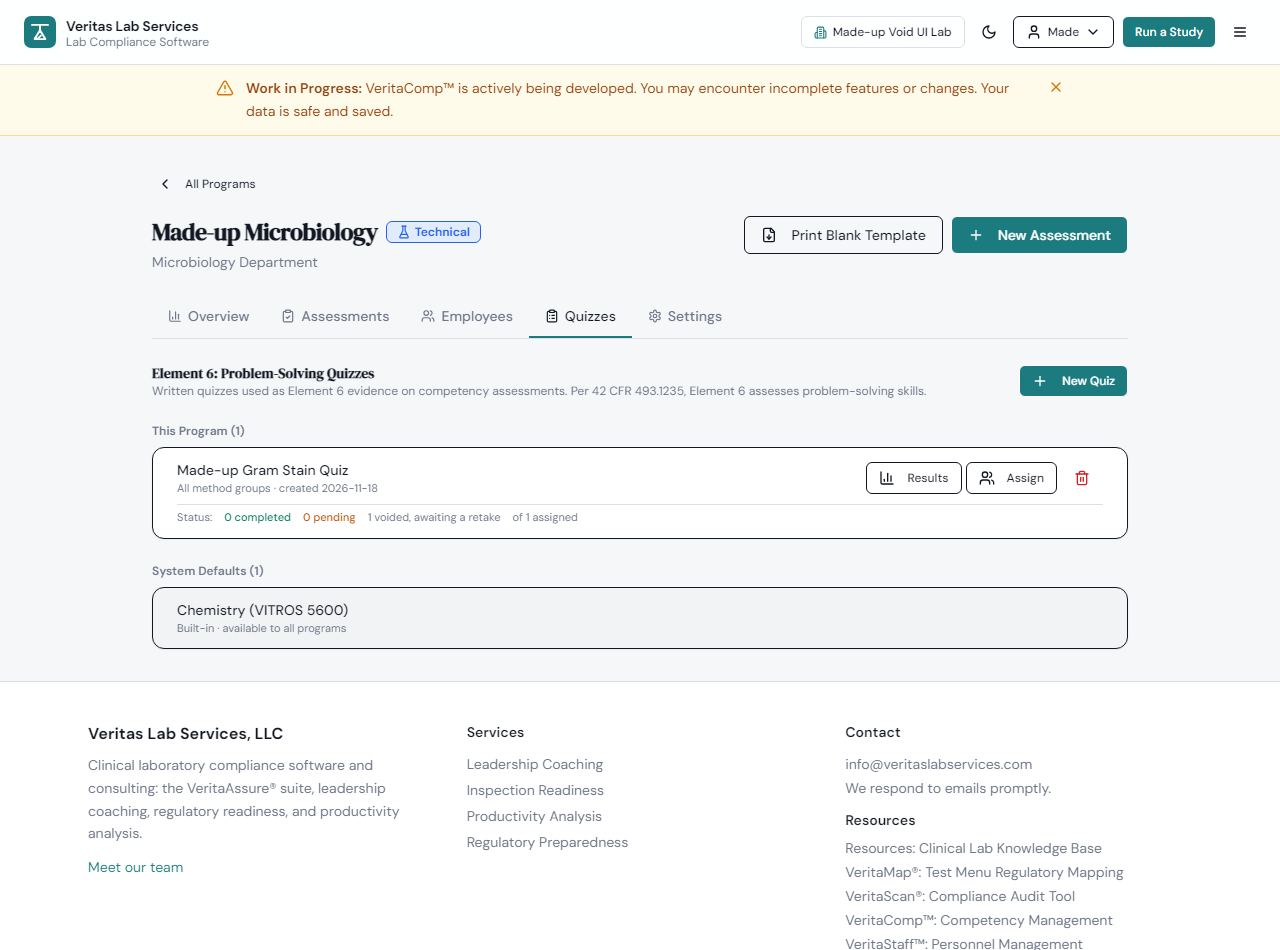 Veritas Lab Services
Lab Compliance Software
Made-up Void UI Lab
Made
Run a Study
Work in Progress: VeritaComp™ is actively being developed. You may encounter incomplete features or changes. Your
data is safe and saved.
All Programs
Made-up Microbiology
Technical
Print Blank Template
New Assessment
Microbiology Department
Overview
Assessments
Employees
Quizzes
Settings
Element 6: Problem-Solving Quizzes
Written quizzes used as Element 6 evidence on competency assessments. Per 42 CFR 493.1235, Element 6 assesses problem-solving skills.
New Quiz
This Program (1)
Made-up Gram Stain Quiz
All method groups · created 2026-11-18
Results
Assign
Status: 0 completed 0 pending 1 voided, awaiting a retake of 1 assigned
System Defaults (1)
Chemistry (VITROS 5600)
Built-in · available to all programs
Veritas Lab Services, LLC
Clinical laboratory compliance software and
consulting: the VeritaAssure® suite, leadership
coaching, regulatory readiness, and productivity
analysis.
Meet our team
Services
Leadership Coaching
Inspection Readiness
Productivity Analysis
Regulatory Preparedness
Contact
info@veritaslabservices.com
We respond to emails promptly.
Resources
Resources: Clinical Lab Knowledge Base
VeritaMap®: Test Menu Regulatory Mapping
VeritaScan®: Compliance Audit Tool
VeritaComp™: Competency Management
VeritaStaff™: Personnel Management